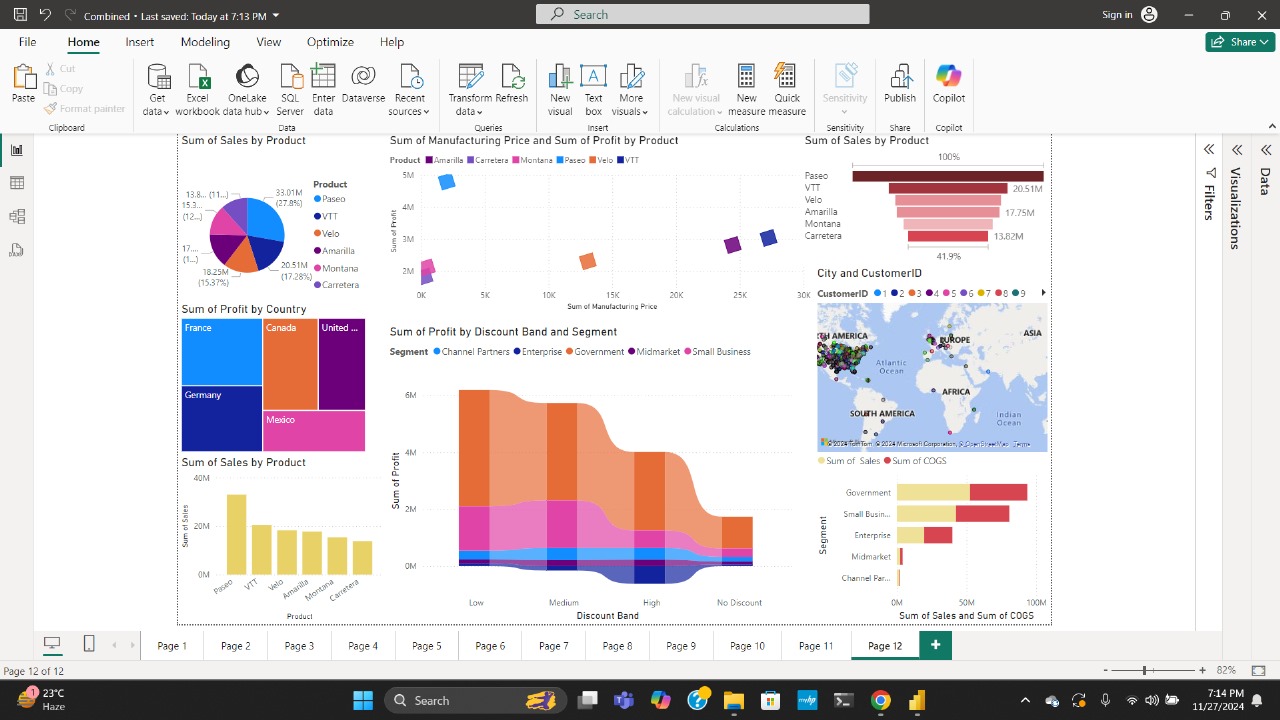 Combined • Last saved: Today at 7:13 PM
Search
Sign in
File Home Insert Modeling View Optimize Help
Share
Paste
Cut
Copy
Format painter
Clipboard
Get data
Excel workbook
OneLake data hub
SQL Server
Enter data
Dataverse
Recent sources
Data
Transform data
Refresh
Queries
New visual
Text box
More visuals
Insert
New visual calculation
New measure
Quick measure
Calculations
Sensitivity
Sensitivity
Publish
Share
Copilot
Copilot
Sum of Sales by Product
13.8... (11...)
15.3... (12...)
17.... (1...)
18.25M (15.37%)
20.51M (17.28%)
33.01M (27.8%)
Product
Paseo
VTT
Velo
Amarilla
Montana
Carretera
Sum of Profit by Country
France
Germany
Canada
United ...
Mexico
Sum of Sales by Product
Sum of Sales
40M
20M
0M
Paseo VTT Velo Amarilla Montana Carretera
Product
Sum of Manufacturing Price and Sum of Profit by Product
Product Amarilla Carretera Montana Paseo Velo VTT
Sum of Profit
5M
4M
3M
2M
0K 5K 10K 15K 20K 25K 30K
Sum of Manufacturing Price
Sum of Profit by Discount Band and Segment
Segment Channel Partners Enterprise Government Midmarket Small Business
Sum of Profit
6M
4M
2M
0M
Low Medium High No Discount
Discount Band
Sum of Sales by Product
100%
Paseo
VTT 20.51M
Velo
Amarilla 17.75M
Montana
Carretera 13.82M
41.9%
City and CustomerID
CustomerID 1 2 3 4 5 6 7 8 9
TH AMERICA
EUROPE
ASIA
Atlantic Ocean
AFRICA
SOUTH AMERICA
Indian Ocean
© 2024 TomTom, © 2024 Microsoft Corporation, © OpenStreetMap Terms
Sum of Sales Sum of COGS
Segment
Government
Small Busin...
Enterprise
Midmarket
Channel Par...
0M 50M 100M
Sum of Sales and Sum of COGS
Filters
Visualizations
Data
Page 1 Page 2 Page 3 Page 4 Page 5 Page 6 Page 7 Page 8 Page 9 Page 10 Page 11 Page 12
Page 12 of 12
82%
1
23°C
Haze
Search
myhp
7:14 PM
11/27/2024